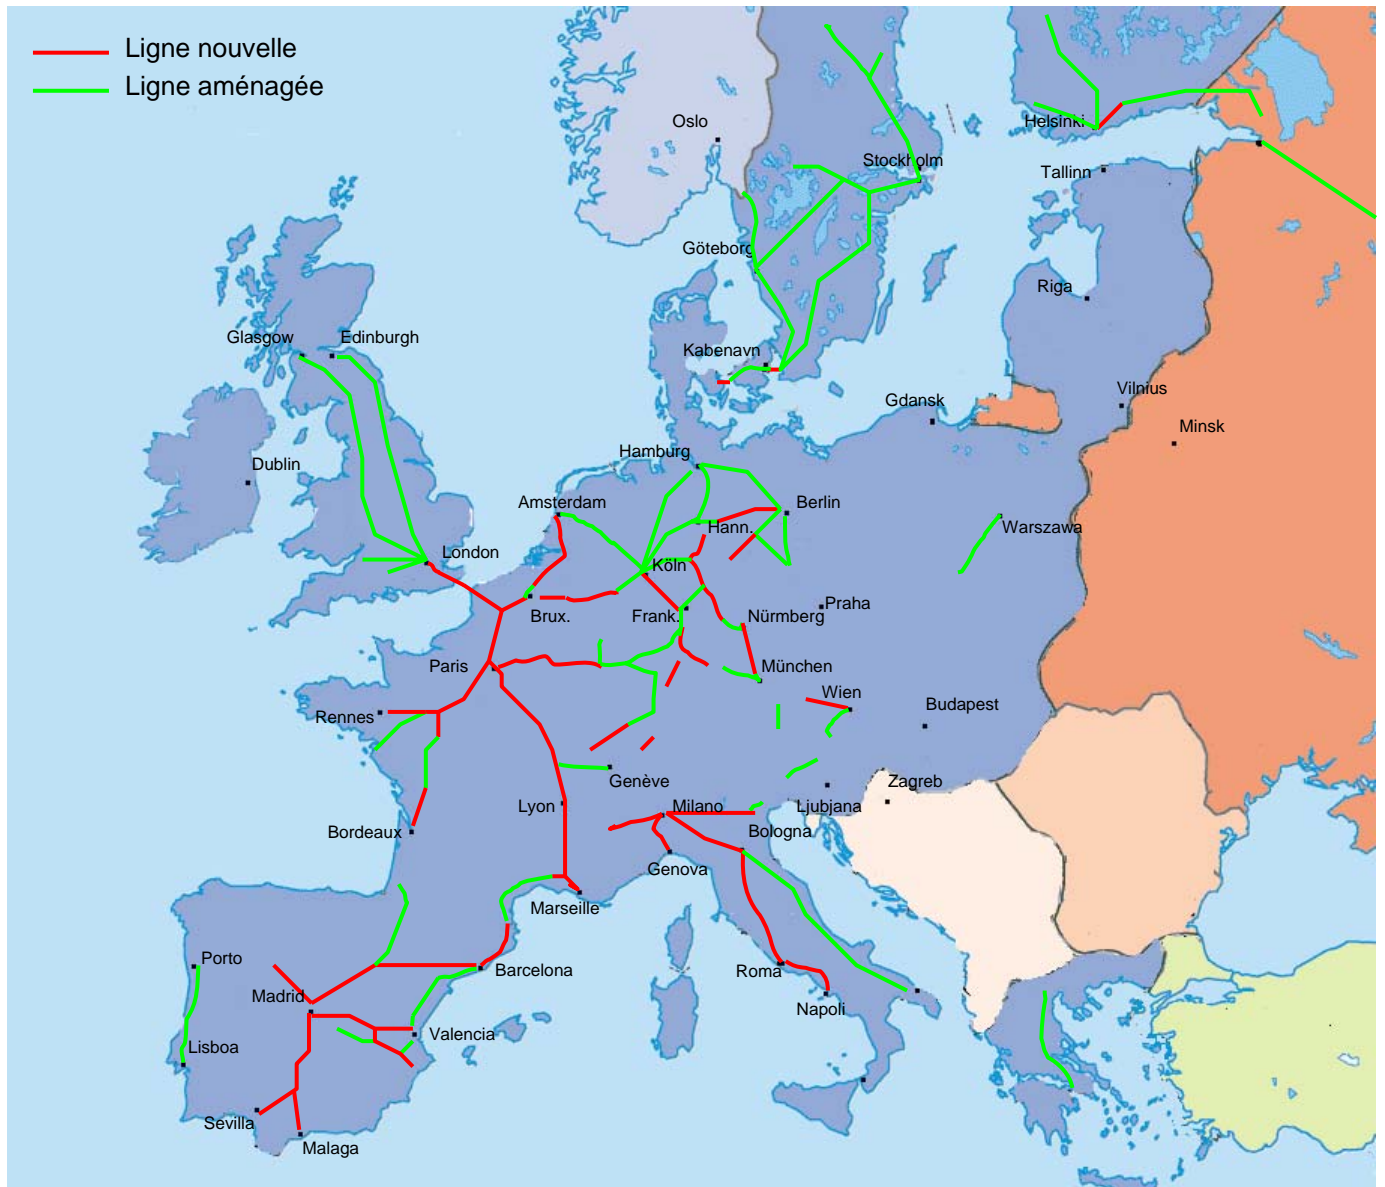 Ligne nouvelle
Ligne aménagée
Oslo
Helsinki
Stockholm
Tallinn
Göteborg
Riga
Glasgow
Edinburgh
Kabenavn
Vilnius
Gdansk
Minsk
Hamburg
Dublin
Amsterdam
Berlin
Hann.
Warszawa
London
Köln
Brux.
Frank.
Nürmberg
Praha
Paris
München
Wien
Rennes
Budapest
Genève
Zagreb
Lyon
Milano
Ljubjana
Bordeaux
Bologna
Genova
Marseille
Porto
Barcelona
Roma
Madrid
Napoli
Valencia
Lisboa
Sevilla
Malaga